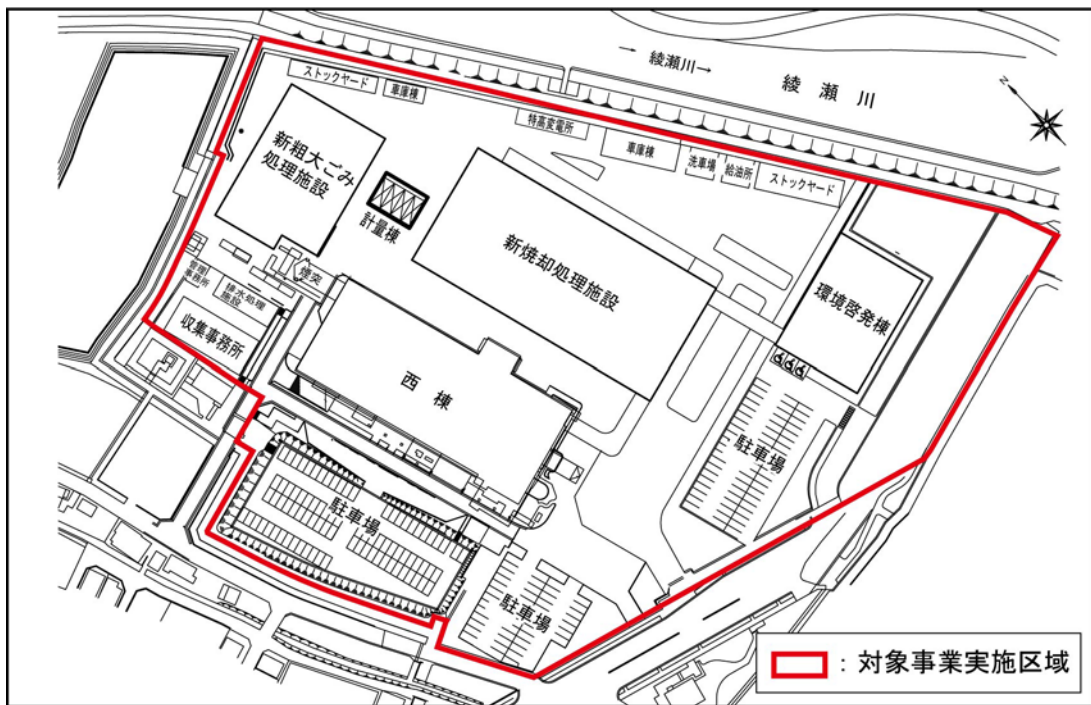 → 綾瀬川→
綾瀬川
N
ストックヤード
車庫棟
特高変電所
車庫棟
洗車場
給油所
ストックヤード
新粗大ごみ
処理施設
計量棟
新焼却処理施設
環境啓発棟
煙突
管理
事務所
排水処理
施設
収集事務所
西棟
駐車場
駐車場
駐車場
：対象事業実施区域